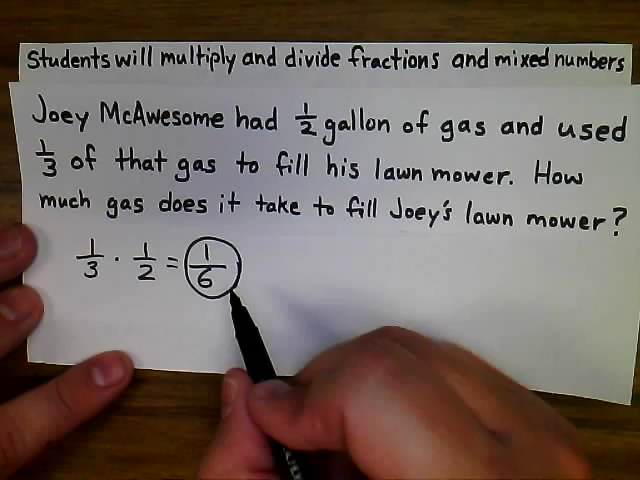 Students will multiply and divide fractions and mixed numbers
Joey McAwesome had 1/2 gallon of gas and used
1/3 of that gas to fill his lawn mower. How
much gas does it take to fill Joey's lawn mower?
1/3 · 1/2 = 1/6